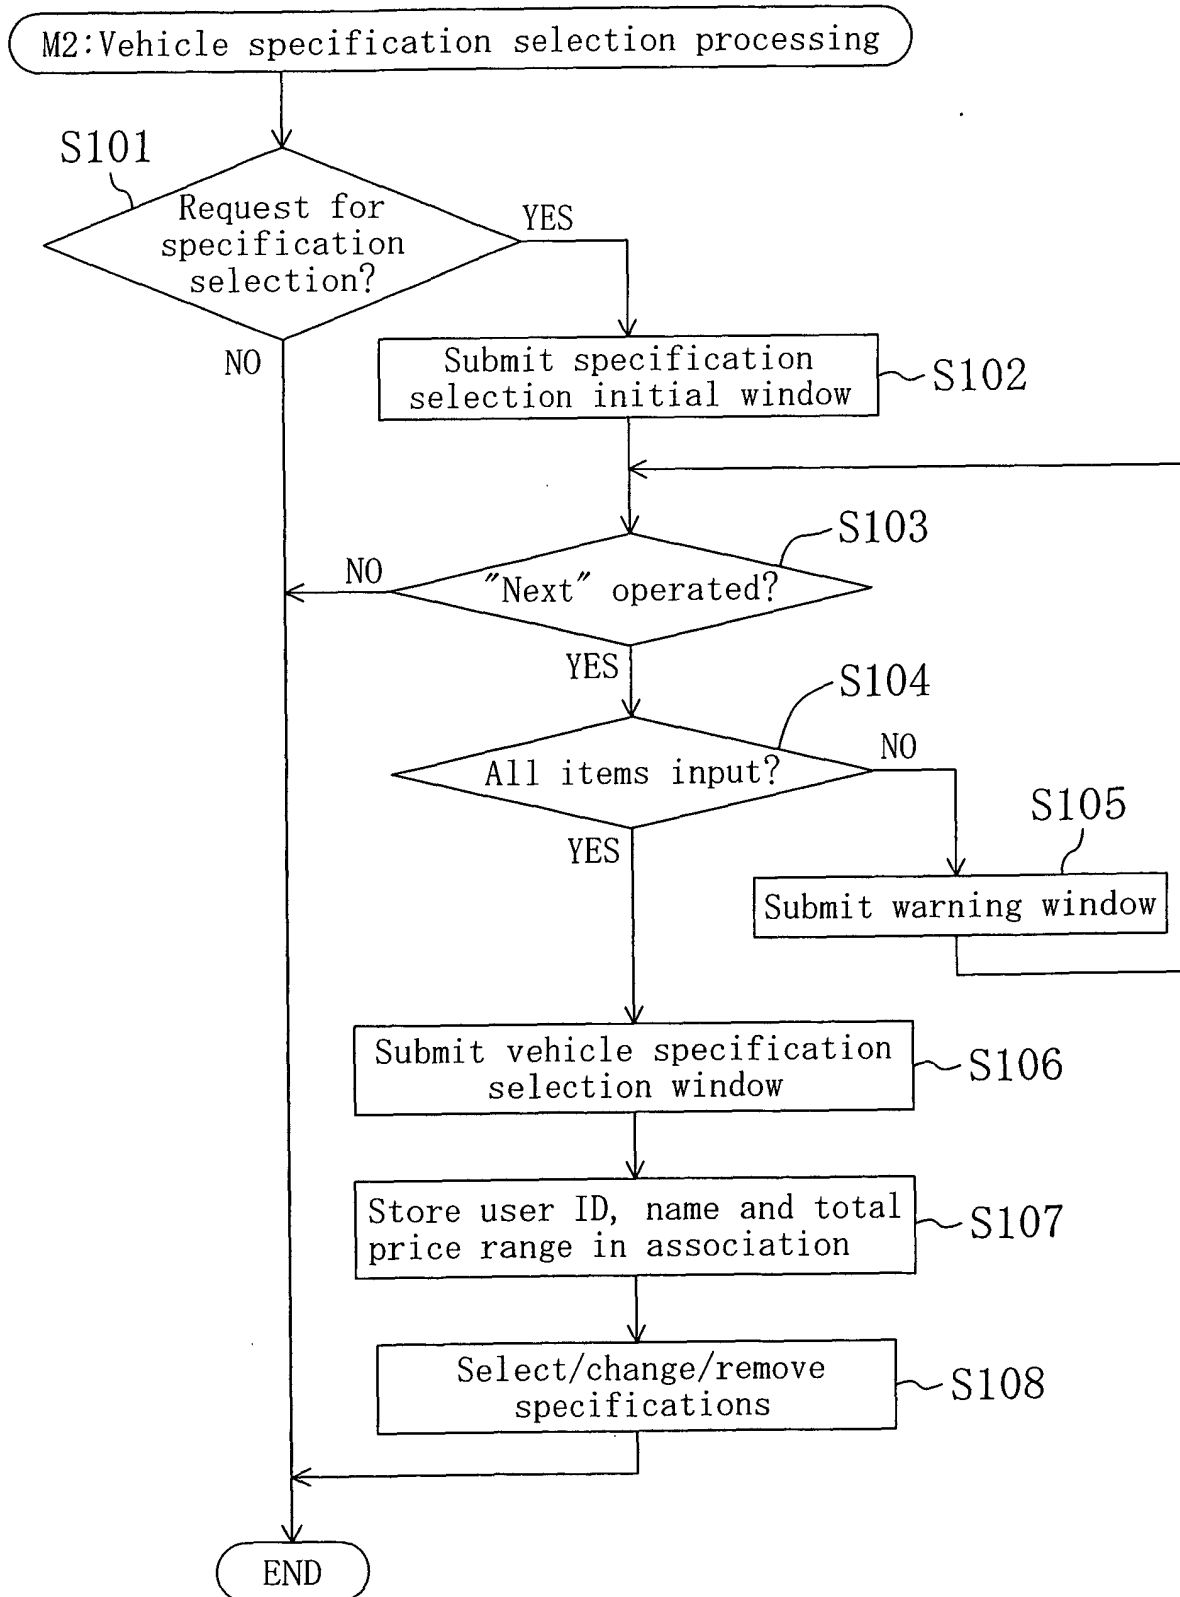 M2:Vehicle specification selection processing
S101
Request for
specification
selection?
YES
NO
Submit specification
selection initial window
S102
S103
NO
"Next" operated?
YES
S104
All items input?
NO
YES
S105
Submit warning window
Submit vehicle specification
selection window
S106
Store user ID, name and total
price range in association
S107
Select/change/remove
specifications
S108
END